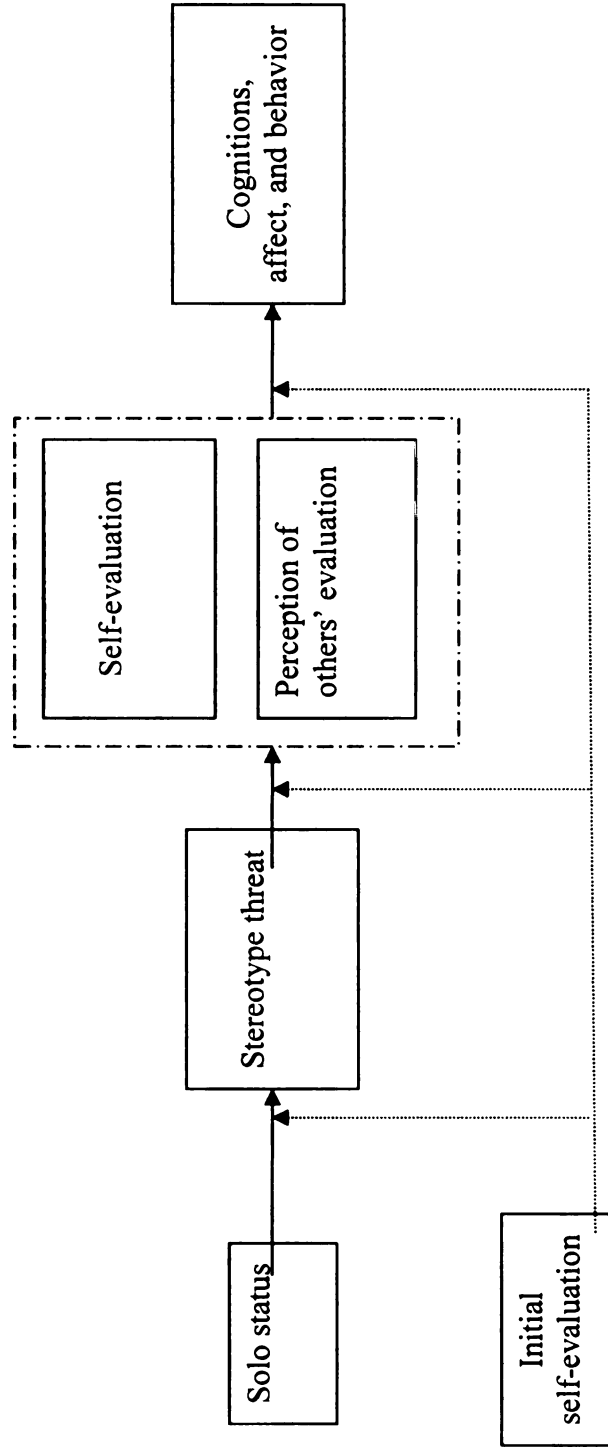 Solo status
Stereotype threat
Self-evaluation
Perception of
others’ evaluation
Cognitions,
affect, and behavior
Initial
self-evaluation